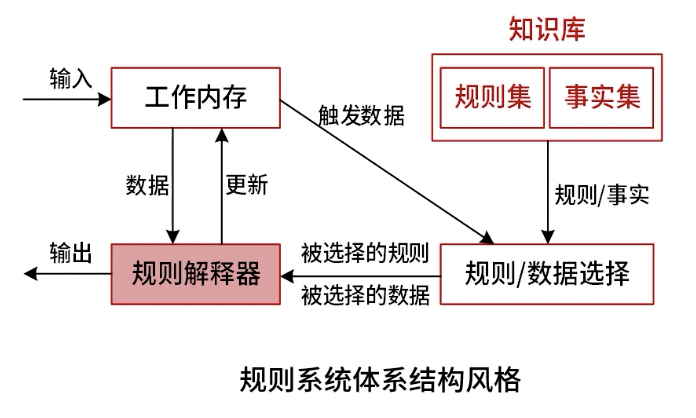 知识库
输入
工作内存
规则集
事实集
触发数据
数据
更新
规则/事实
输出
规则解释器
被选择的规则
被选择的数据
规则/数据选择
规则系统体系结构风格